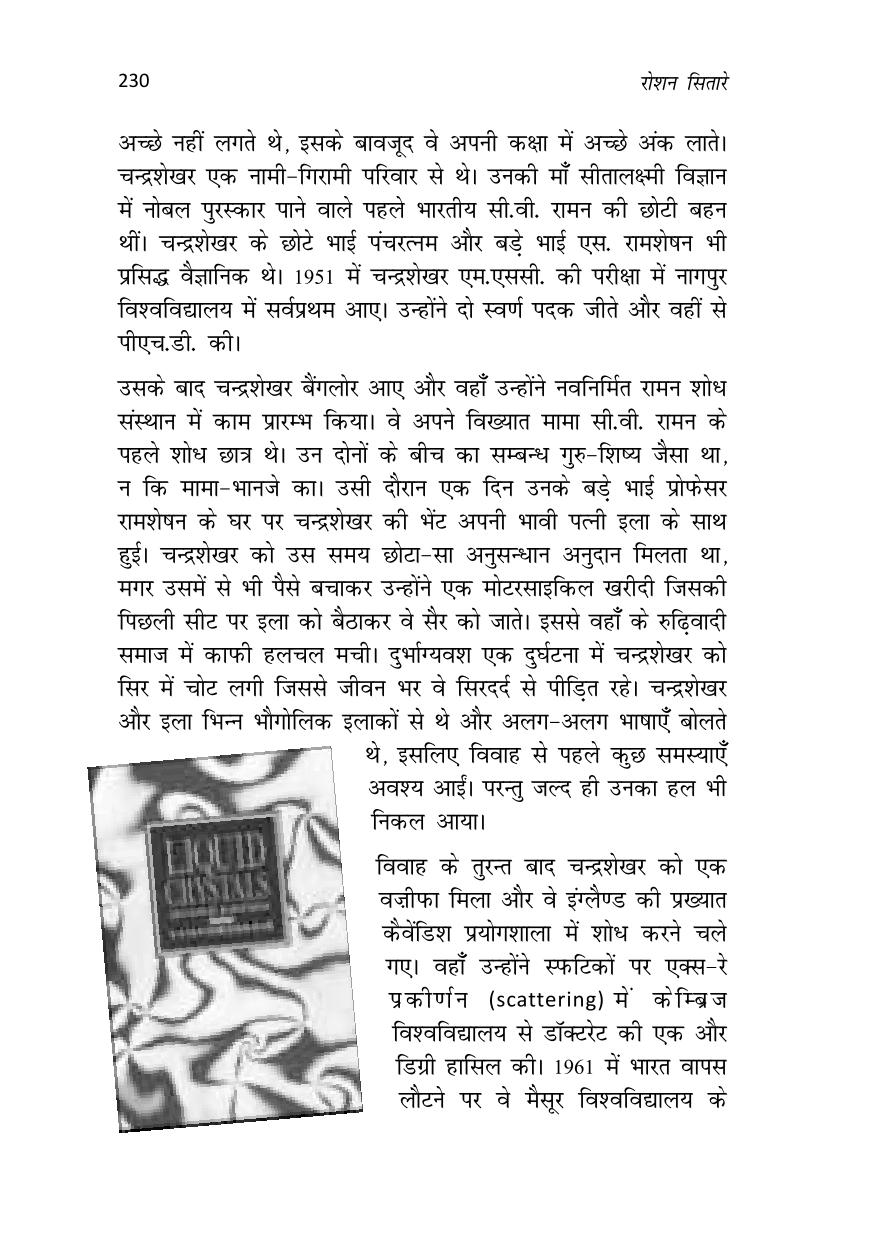 230 रोशन सितारे
अच्छे नहीं लगते थे, इसके बावजूद वे अपनी कक्षा में अच्छे अंक लाते।
चन्द्रशेखर एक नामी-गिरामी परिवार से थे। उनकी माँ सीतालक्ष्मी विज्ञान
में नोबल पुरस्कार पाने वाले पहले भारतीय सी.वी. रामन की छोटी बहन
थीं। चन्द्रशेखर के छोटे भाई पंचरत्नम और बड़े भाई एस. रामशेषन भी
प्रसिद्ध वैज्ञानिक थे। 1951 में चन्द्रशेखर एम.एससी. की परीक्षा में नागपुर
विश्वविद्यालय में सर्वप्रथम आए। उन्होंने दो स्वर्ण पदक जीते और वहीं से
पीएच.डी. की।
उसके बाद चन्द्रशेखर बैंगलोर आए और वहाँ उन्होंने नवनिर्मित रामन शोध
संस्थान में काम प्रारम्भ किया। वे अपने विख्यात मामा सी.वी. रामन के
पहले शोध छात्र थे। उन दोनों के बीच का सम्बन्ध गुरु-शिष्य जैसा था,
न कि मामा-भानजे का। उसी दौरान एक दिन उनके बड़े भाई प्रोफेसर
रामशेषन के घर पर चन्द्रशेखर की भेंट अपनी भावी पत्नी इला के साथ
हुई। चन्द्रशेखर को उस समय छोटा-सा अनुसन्धान अनुदान मिलता था,
मगर उसमें से भी पैसे बचाकर उन्होंने एक मोटरसाइकिल खरीदी जिसकी
पिछली सीट पर इला को बैठाकर वे सैर को जाते। इससे वहाँ के रुढ़िवादी
समाज में काफी हलचल मची। दुर्भाग्यवश एक दुर्घटना में चन्द्रशेखर को
सिर में चोट लगी जिससे जीवन भर वे सिरदर्द से पीड़ित रहे। चन्द्रशेखर
और इला भिन्न भौगोलिक इलाकों से थे और अलग-अलग भाषाएँ बोलते
थे, इसलिए विवाह से पहले कुछ समस्याएँ
अवश्य आईं। परन्तु जल्द ही उनका हल भी
निकल आया।
विवाह के तुरन्त बाद चन्द्रशेखर को एक
वज़ीफा मिला और वे इंग्लैण्ड की प्रख्यात
कैवेंडिश प्रयोगशाला में शोध करने चले
गए। वहाँ उन्होंने स्फटिकों पर एक्स-रे
प्रकीर्णन (scattering) में केम्ब्रिज
विश्वविद्यालय से डॉक्टरेट की एक और
डिग्री हासिल की। 1961 में भारत वापस
लौटने पर वे मैसूर विश्वविद्यालय के
LIQUID
CRYSTALS